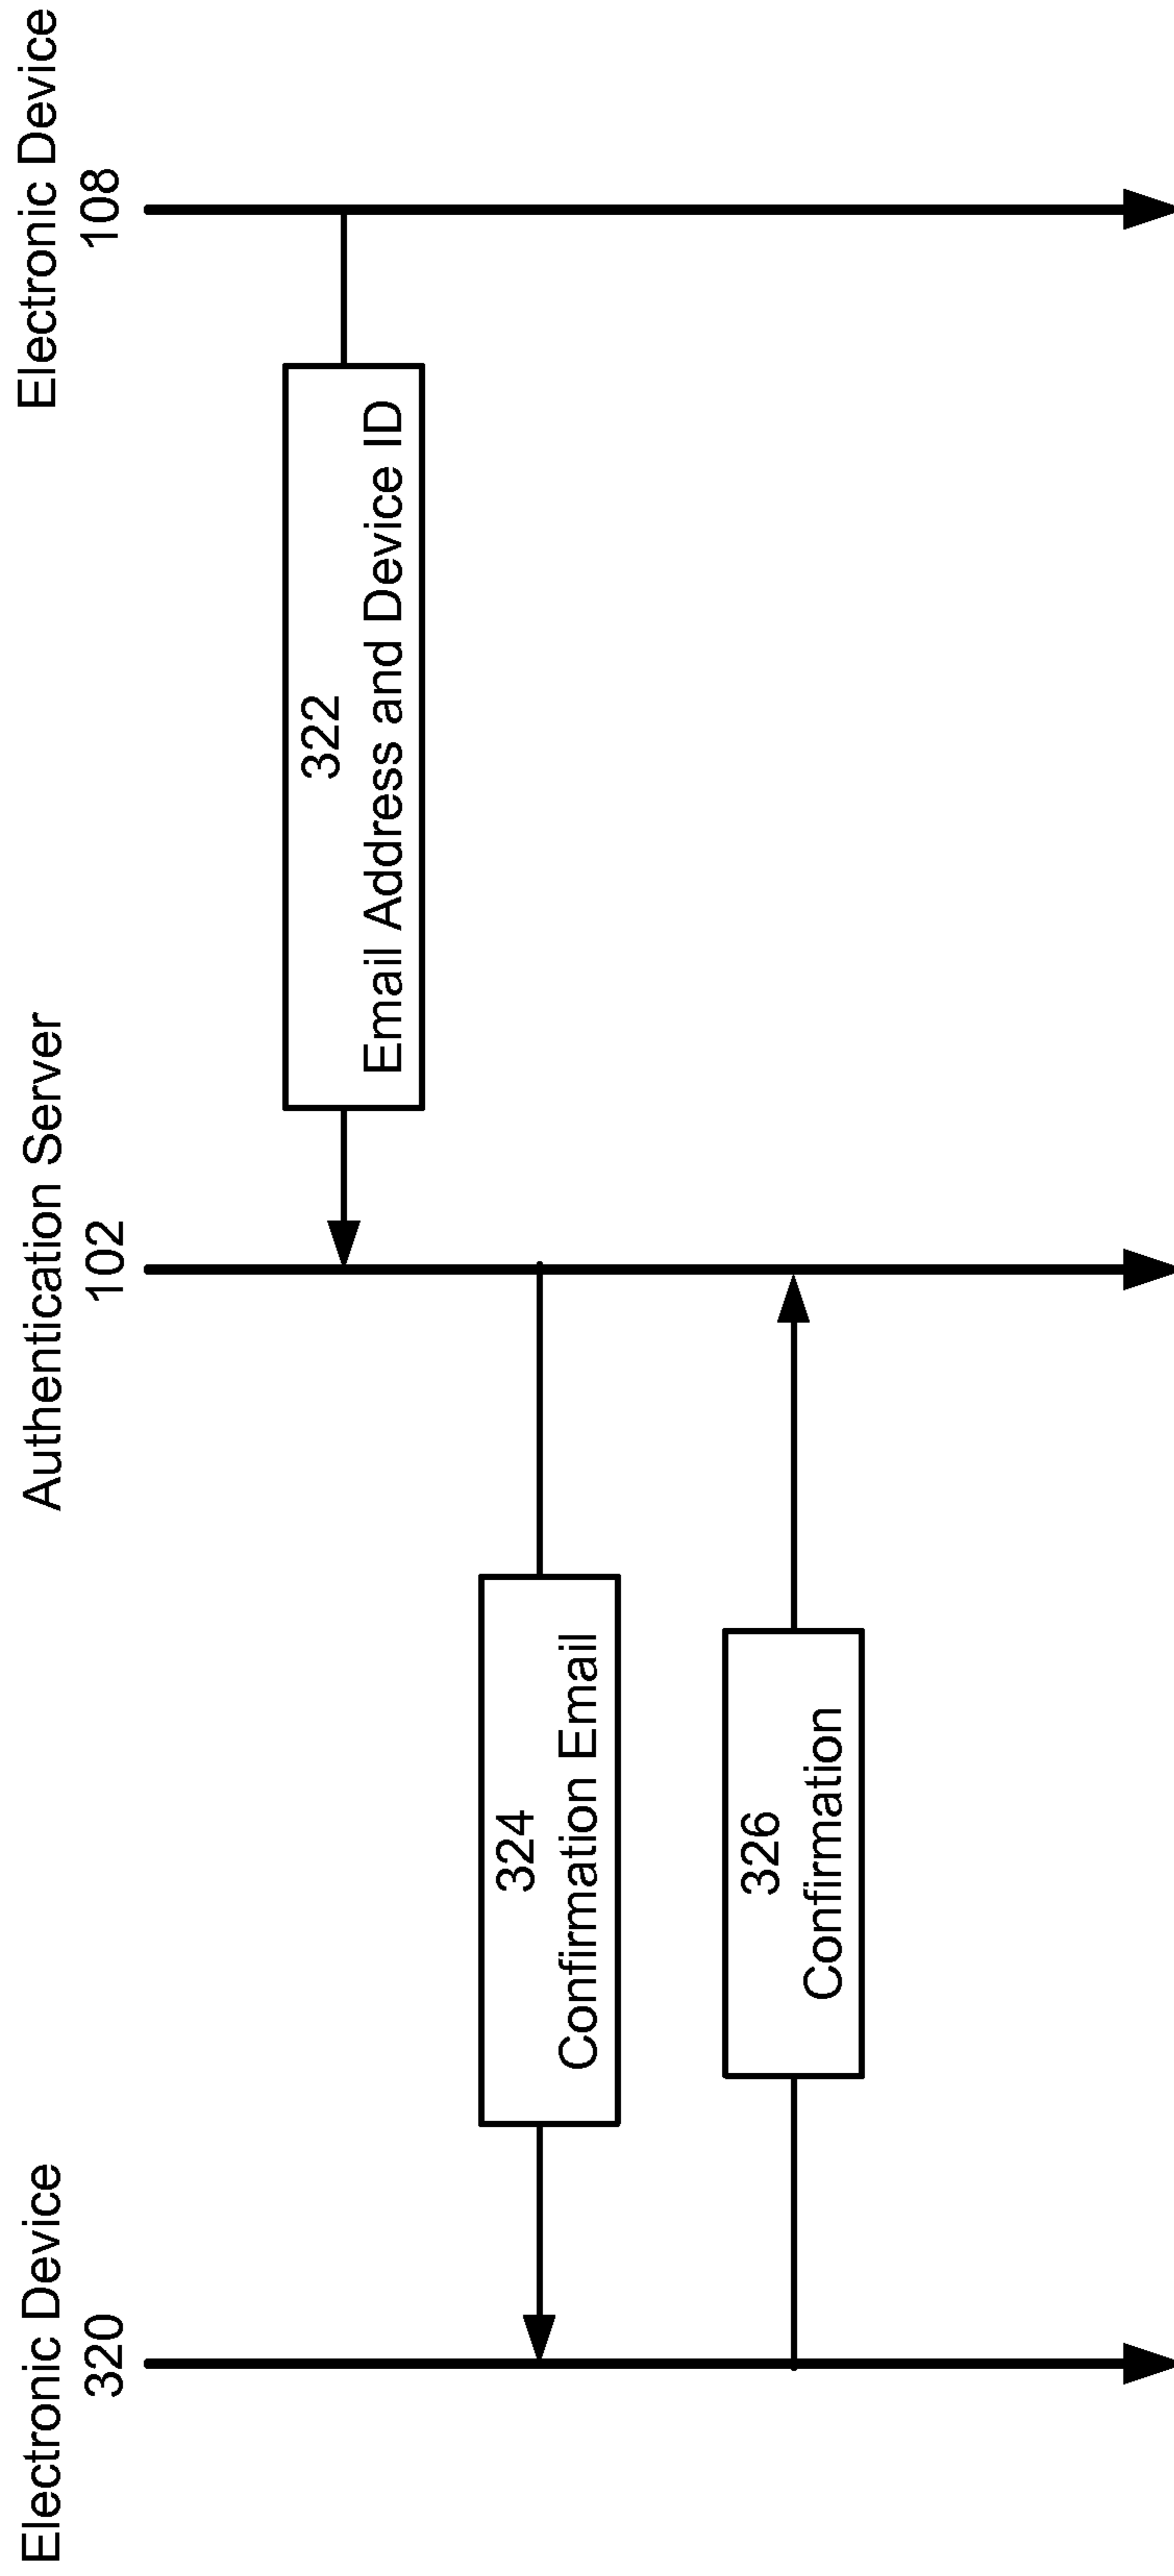 Electronic Device
320
Authentication Server
102
Electronic Device
108
322
Email Address and Device ID
324
Confirmation Email
326
Confirmation